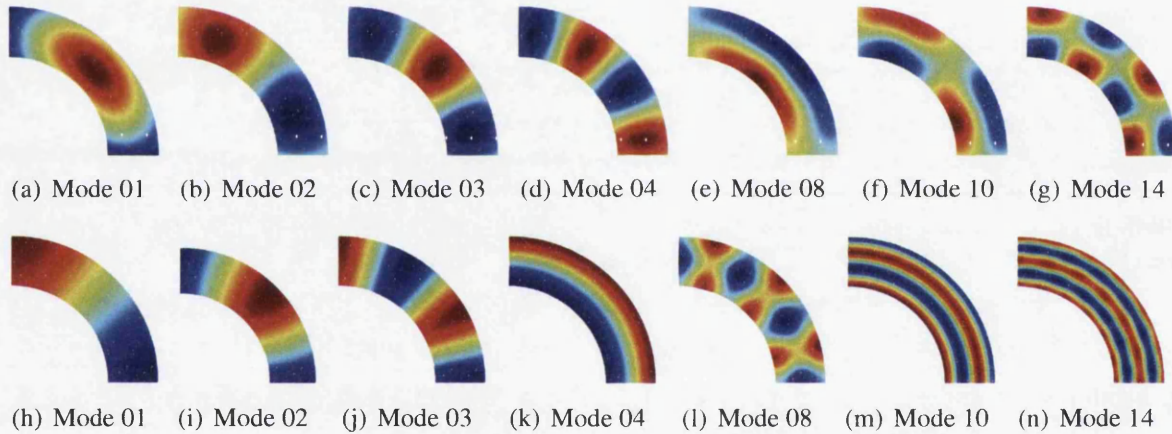 (a) Mode 01 (b) Mode 02 (c) Mode 03 (d) Mode 04 (e) Mode 08 (f) Mode 10 (g) Mode 14
(h) Mode 01 (i) Mode 02 (j) Mode 03 (k) Mode 04 (l) Mode 08 (m) Mode 10 (n) Mode 14